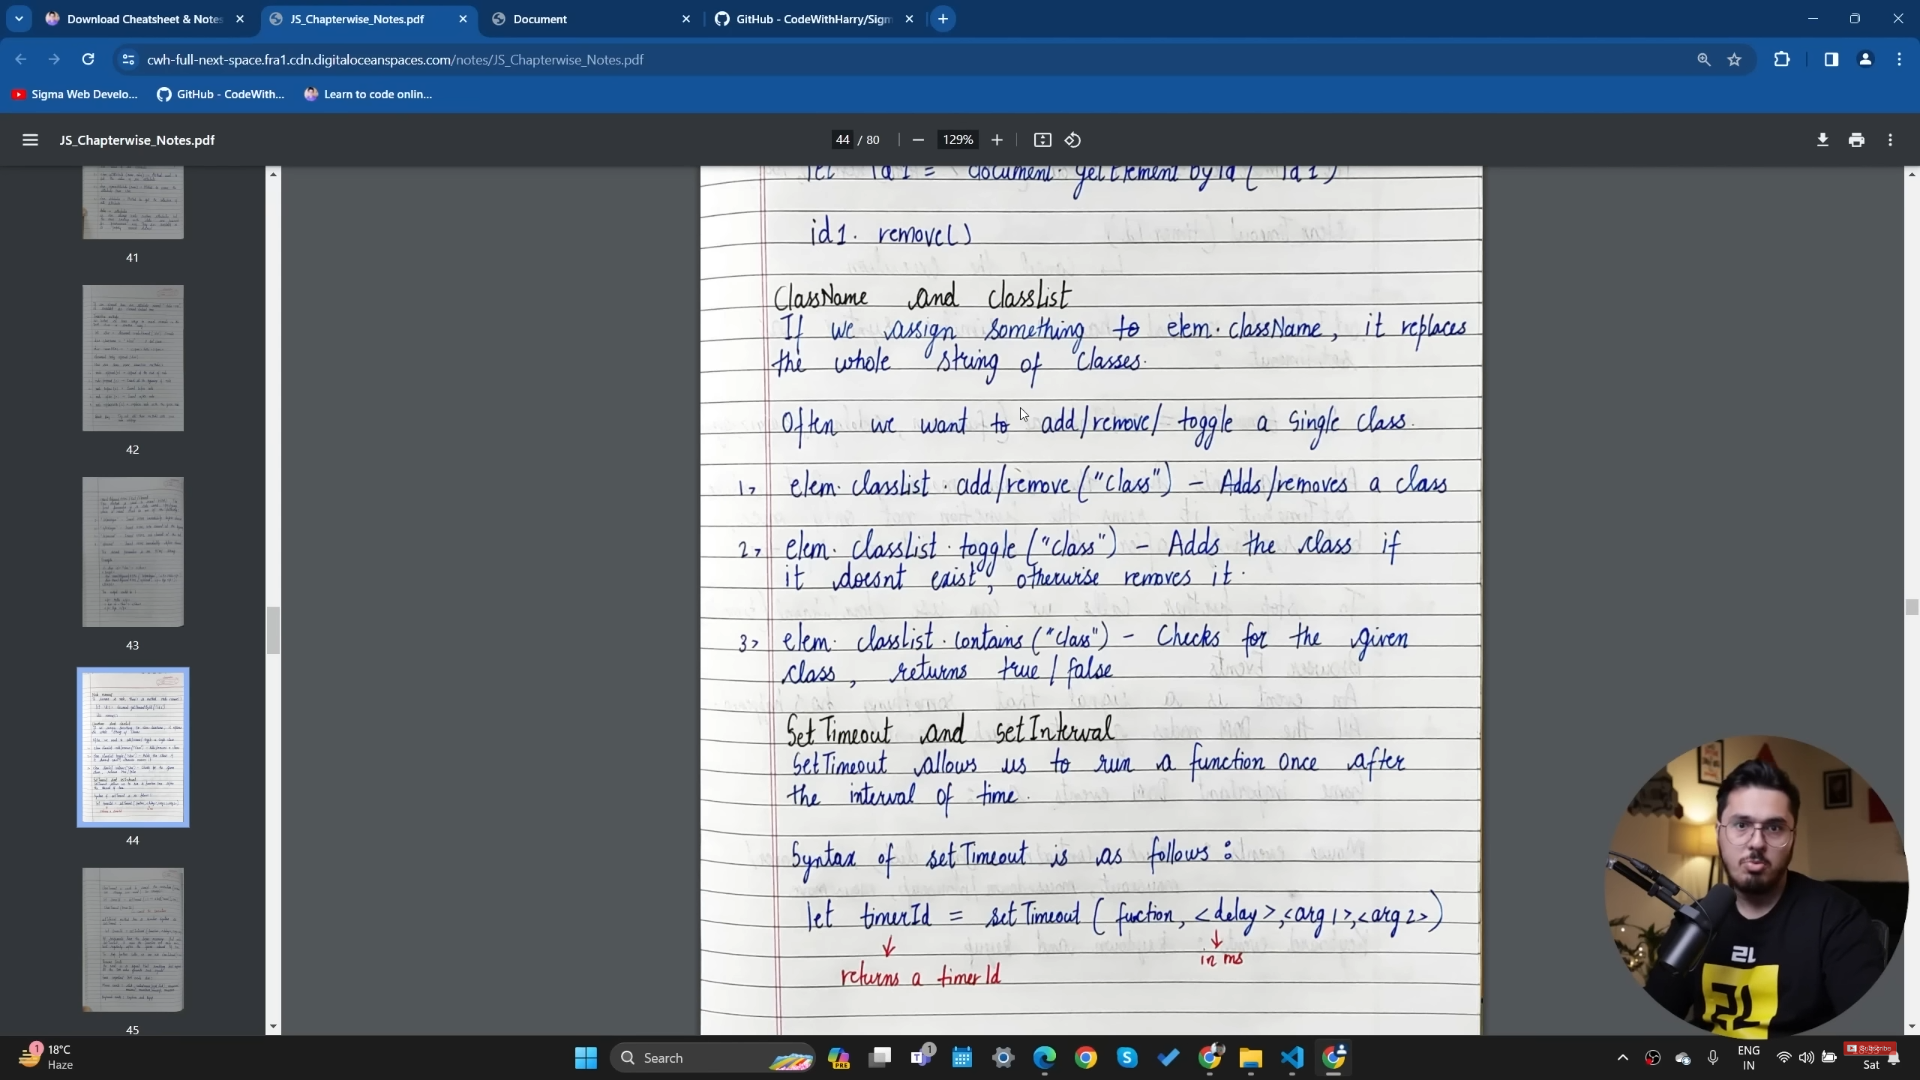 Download Cheatsheet & Notes
JS_Chapterwise_Notes.pdf
Document
GitHub - CodeWithHarry/Sigm
cwh-full-next-space.fra1.cdn.digitaloceanspaces.com/notes/JS_Chapterwise_Notes.pdf
Sigma Web Develo...
GitHub - CodeWith...
Learn to code onlin...
JS_Chapterwise_Notes.pdf
44 / 80
129%
41
42
43
44
45
let id1 = document.getElementbyId( id1 )
id1. remove()
ClassName and classList
If we assign something to elem.className, it replaces
the whole string of classes.
Often we want to add/remove/ toggle a single class.
1> elem.classlist.add/remove("class") - Adds/removes a class
2> elem.classList.toggle("class") - Adds the class if
it doesnt exist, otherwise removes it.
3> elem.classlist.contains("class") - Checks for the given
class, returns true/false
SetTimeout and setInterval
SetTimeout allows us to run a function once after
the interval of time.
Syntax of setTimeout is as follows:
let timerId = setTimeout(function, <delay>,<arg1>,<arg2>)
in ms
returns a timerId
21
1
18°C
Haze
Search
PRE
1
ENG
IN
Subscribe
Sat